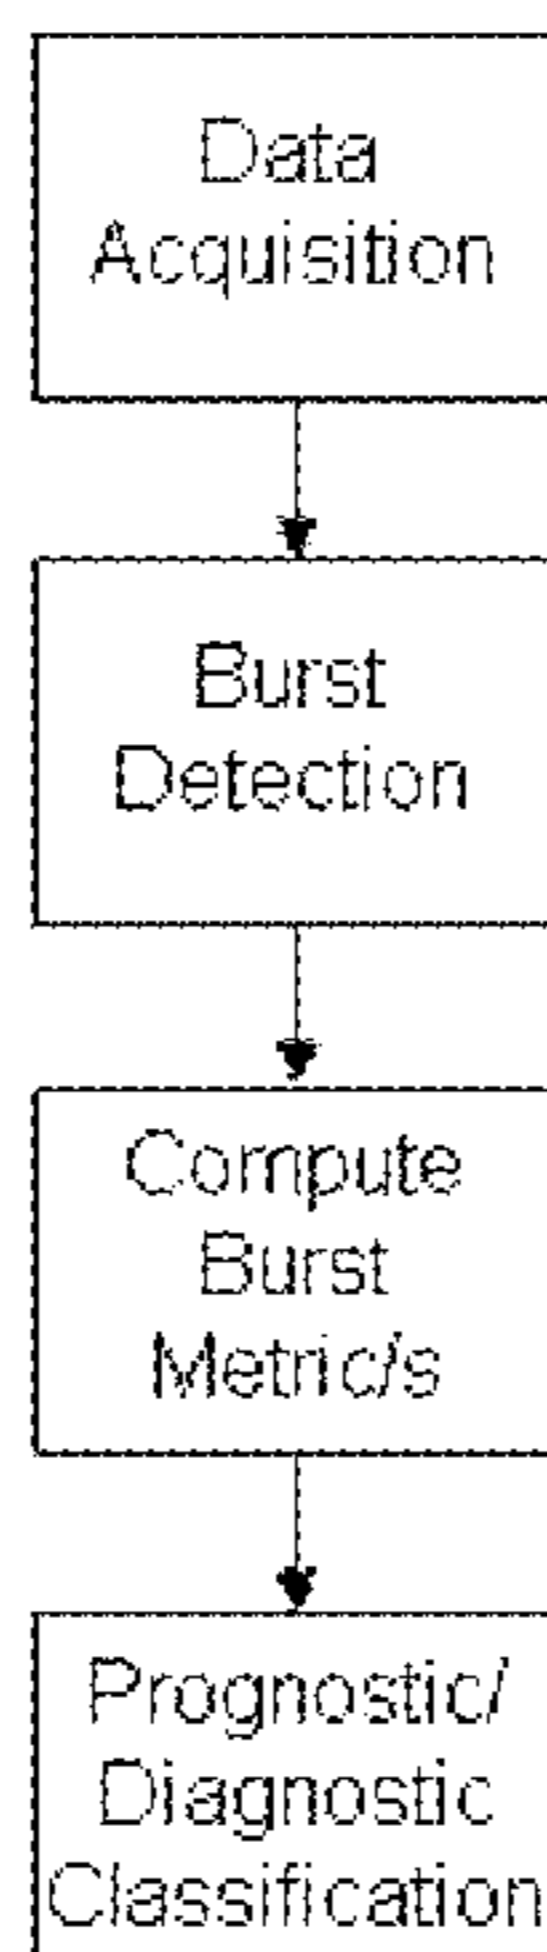 Data
Acquisition
Burst
Detection
Compute
Burst
Metric/s
Prognostic/
Diagnostic
Classification